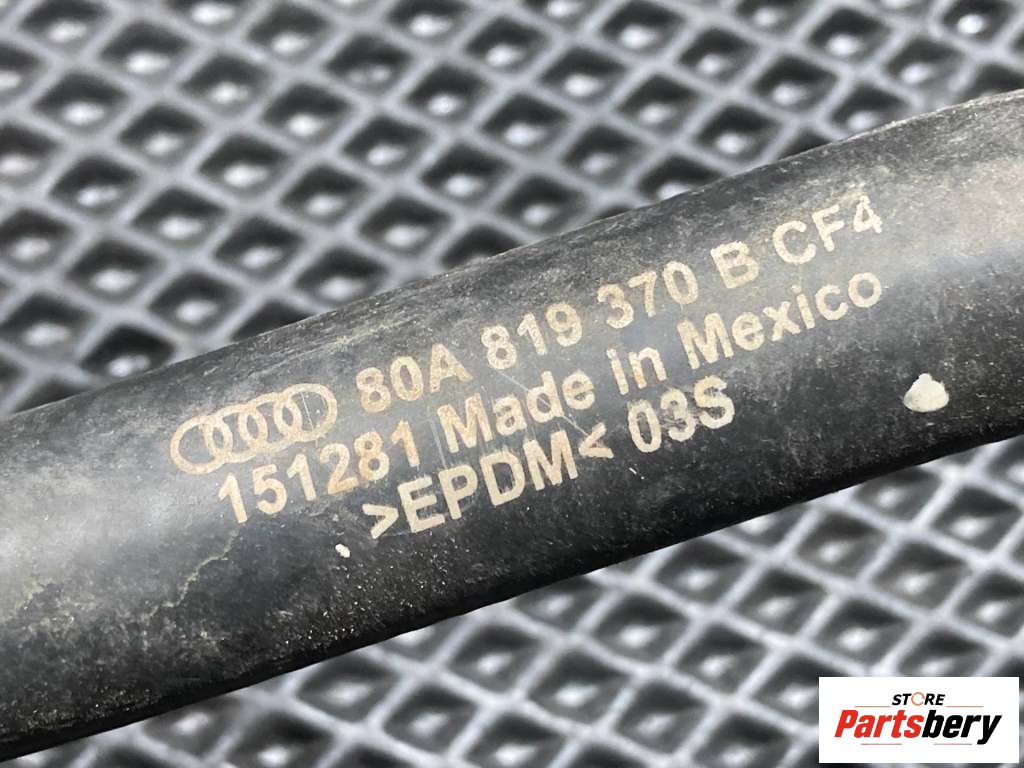 80A 819 370 B CF4
151281 Made in Mexico
>EPDM< 03S
STORE
Partsbery